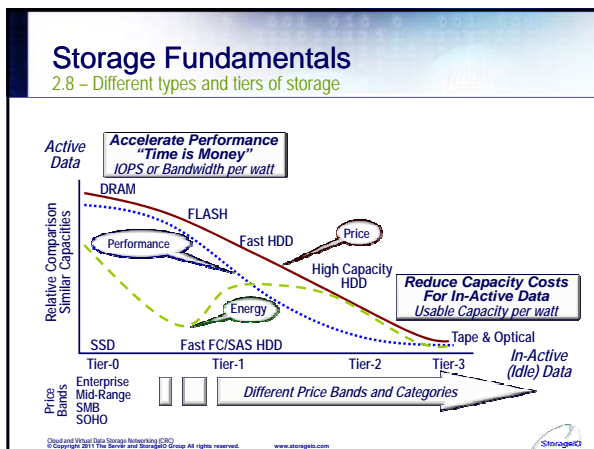 Storage Fundamentals
2.8 – Different types and tiers of storage
Active
Data
Accelerate Performance
“Time is Money”
IOPS or Bandwidth per watt
DRAM
FLASH
Performance
Fast HDD
Price
High Capacity
HDD
Energy
Reduce Capacity Costs
For In-Active Data
Usable Capacity per watt
Relative Comparison
Similar Capacities
SSD
Fast FC/SAS HDD
Tape & Optical
Tier-0
Tier-1
Tier-2
Tier-3
In-Active
(Idle) Data
Price
Bands
Enterprise
Mid-Range
SMB
SOHO
Different Price Bands and Categories
Cloud and Virtual Data Storage Networking (CRC)
© Copyright 2011 The Server and StorageIO Group All rights reserved. www.storageio.com
StorageIO